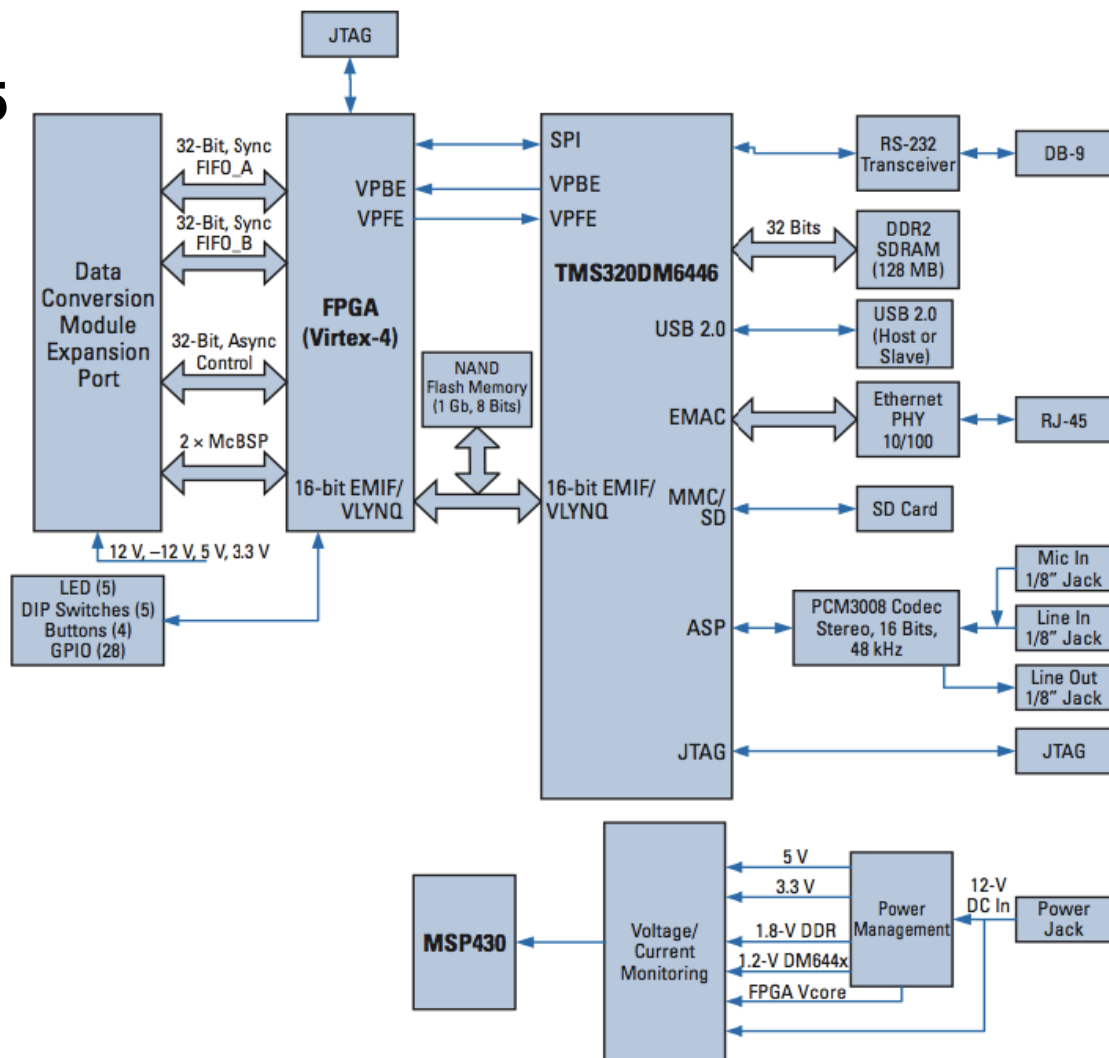 5
JTAG
32-Bit, Sync
FIFO_A
32-Bit, Sync
FIFO_B
32-Bit, Async
Control
2 × McBSP
Data
Conversion
Module
Expansion
Port
VPBE
VPFE
FPGA
(Virtex-4)
16-bit EMIF/
VLYNQ
12 V, –12 V, 5 V, 3.3 V
LED (5)
DIP Switches (5)
Buttons (4)
GPIO (28)
NAND
Flash Memory
(1 Gb, 8 Bits)
SPI
VPBE
VPFE
TMS320DM6446
USB 2.0
EMAC
16-bit EMIF/
VLYNQ
MMC/
SD
ASP
JTAG
RS-232
Transceiver
DB-9
32 Bits
DDR2
SDRAM
(128 MB)
USB 2.0
(Host or
Slave)
Ethernet
PHY
10/100
RJ-45
SD Card
PCM3008 Codec
Stereo, 16 Bits,
48 kHz
Mic In
1/8” Jack
Line In
1/8” Jack
Line Out
1/8” Jack
JTAG
MSP430
Voltage/
Current
Monitoring
5 V
3.3 V
1.8-V DDR
1.2-V DM644x
FPGA Vcore
Power
Management
12-V
DC In
Power
Jack